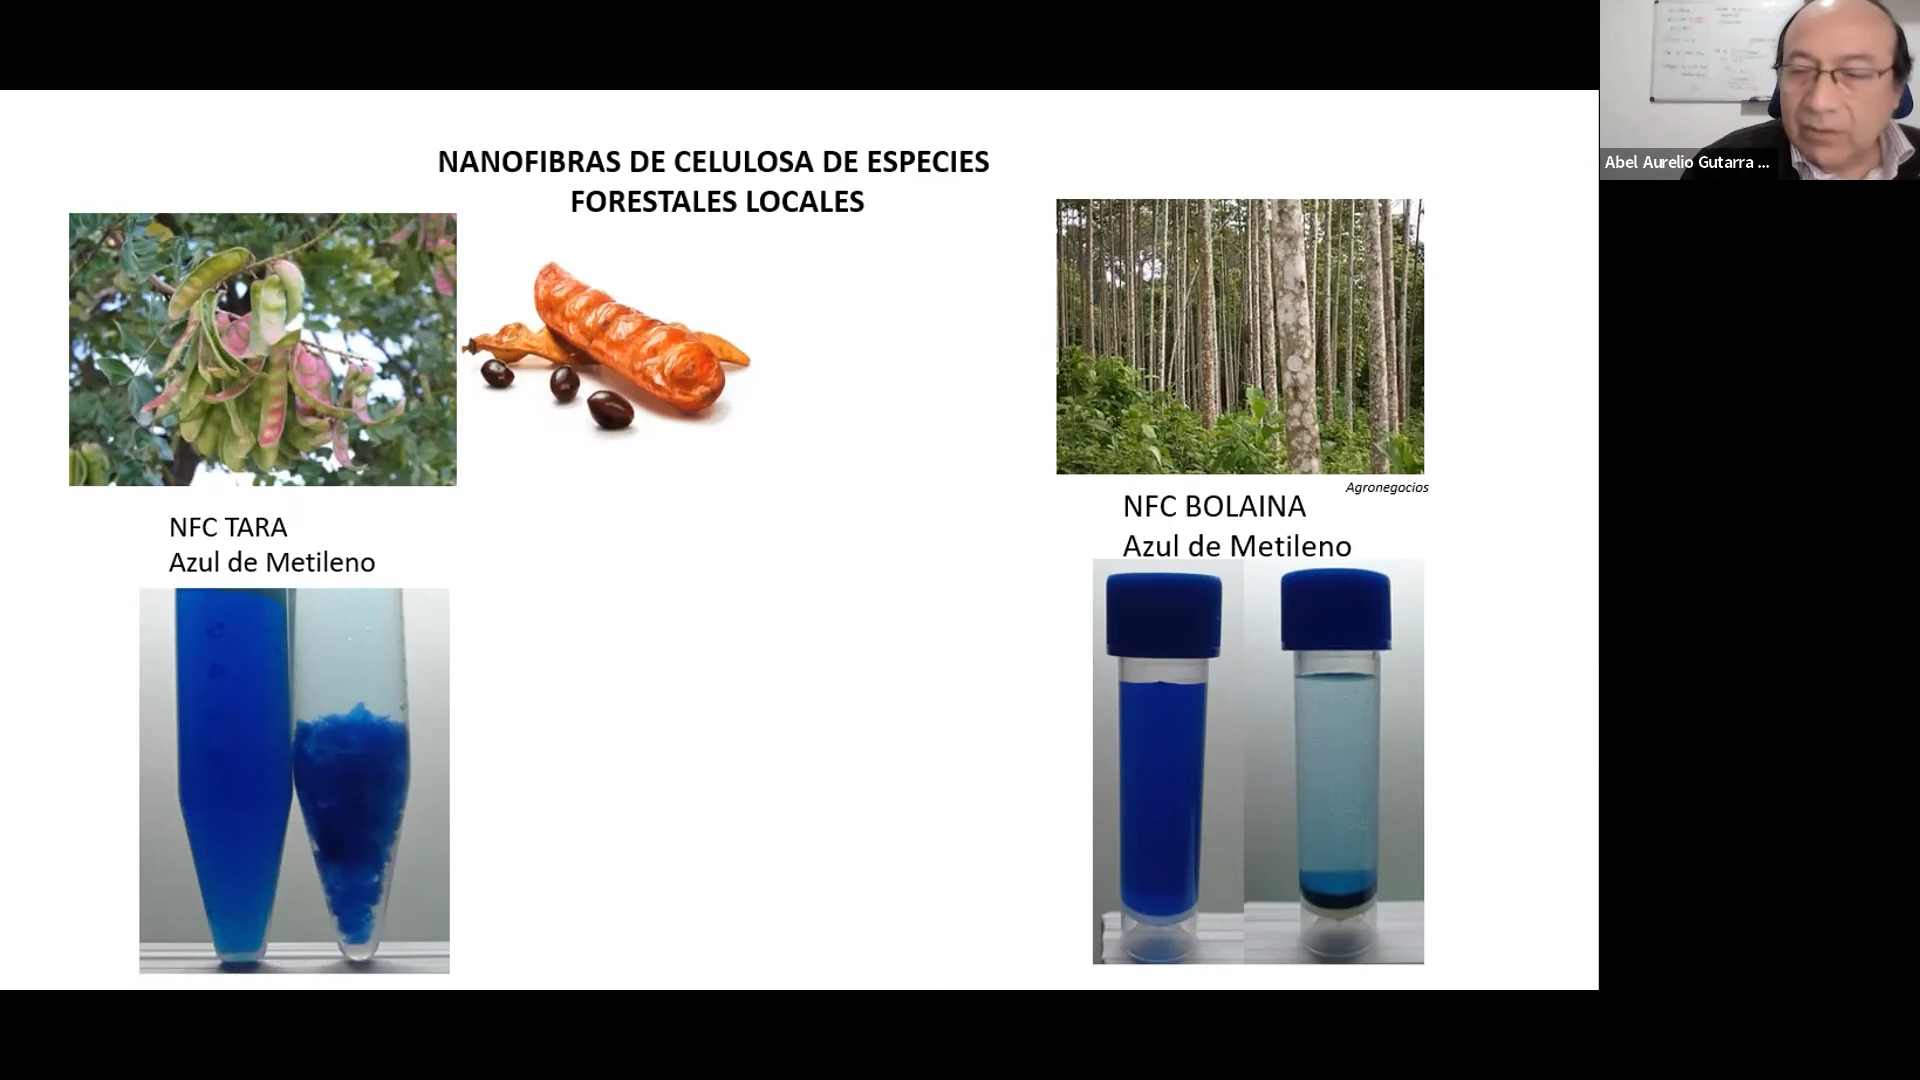 NANOFIBRAS DE CELULOSA DE ESPECIES
FORESTALES LOCALES
Agronegocios
NFC TARA
Azul de Metileno
NFC BOLAINA
Azul de Metileno
Abel Aurelio Gutarra ...